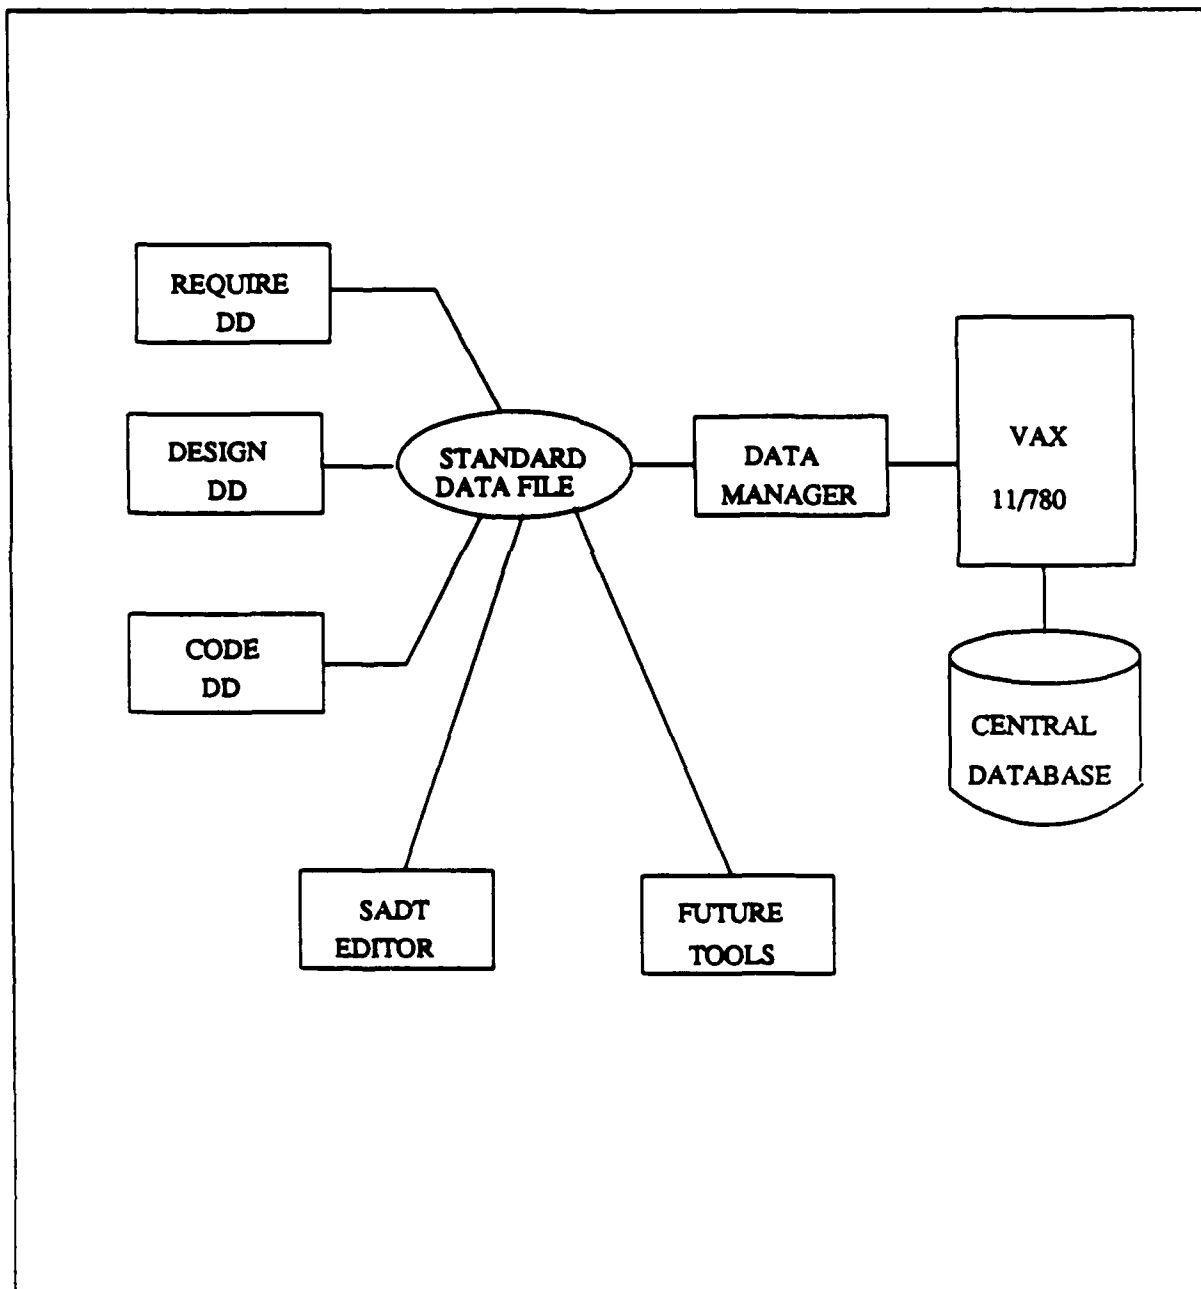 REQUIRE
DD
DESIGN
DD
CODE
DD
STANDARD
DATA FILE
DATA
MANAGER
VAX
11/780
CENTRAL
DATABASE
SADT
EDITOR
FUTURE
TOOLS